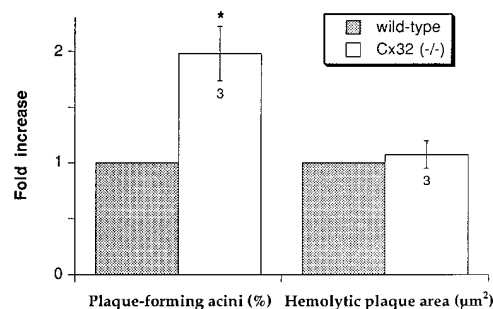 wild-type
Cx32 (-/-)
Fold increase
2
1
0
*
3
3
Plaque-forming acini (%) Hemolytic plaque area (µm²)